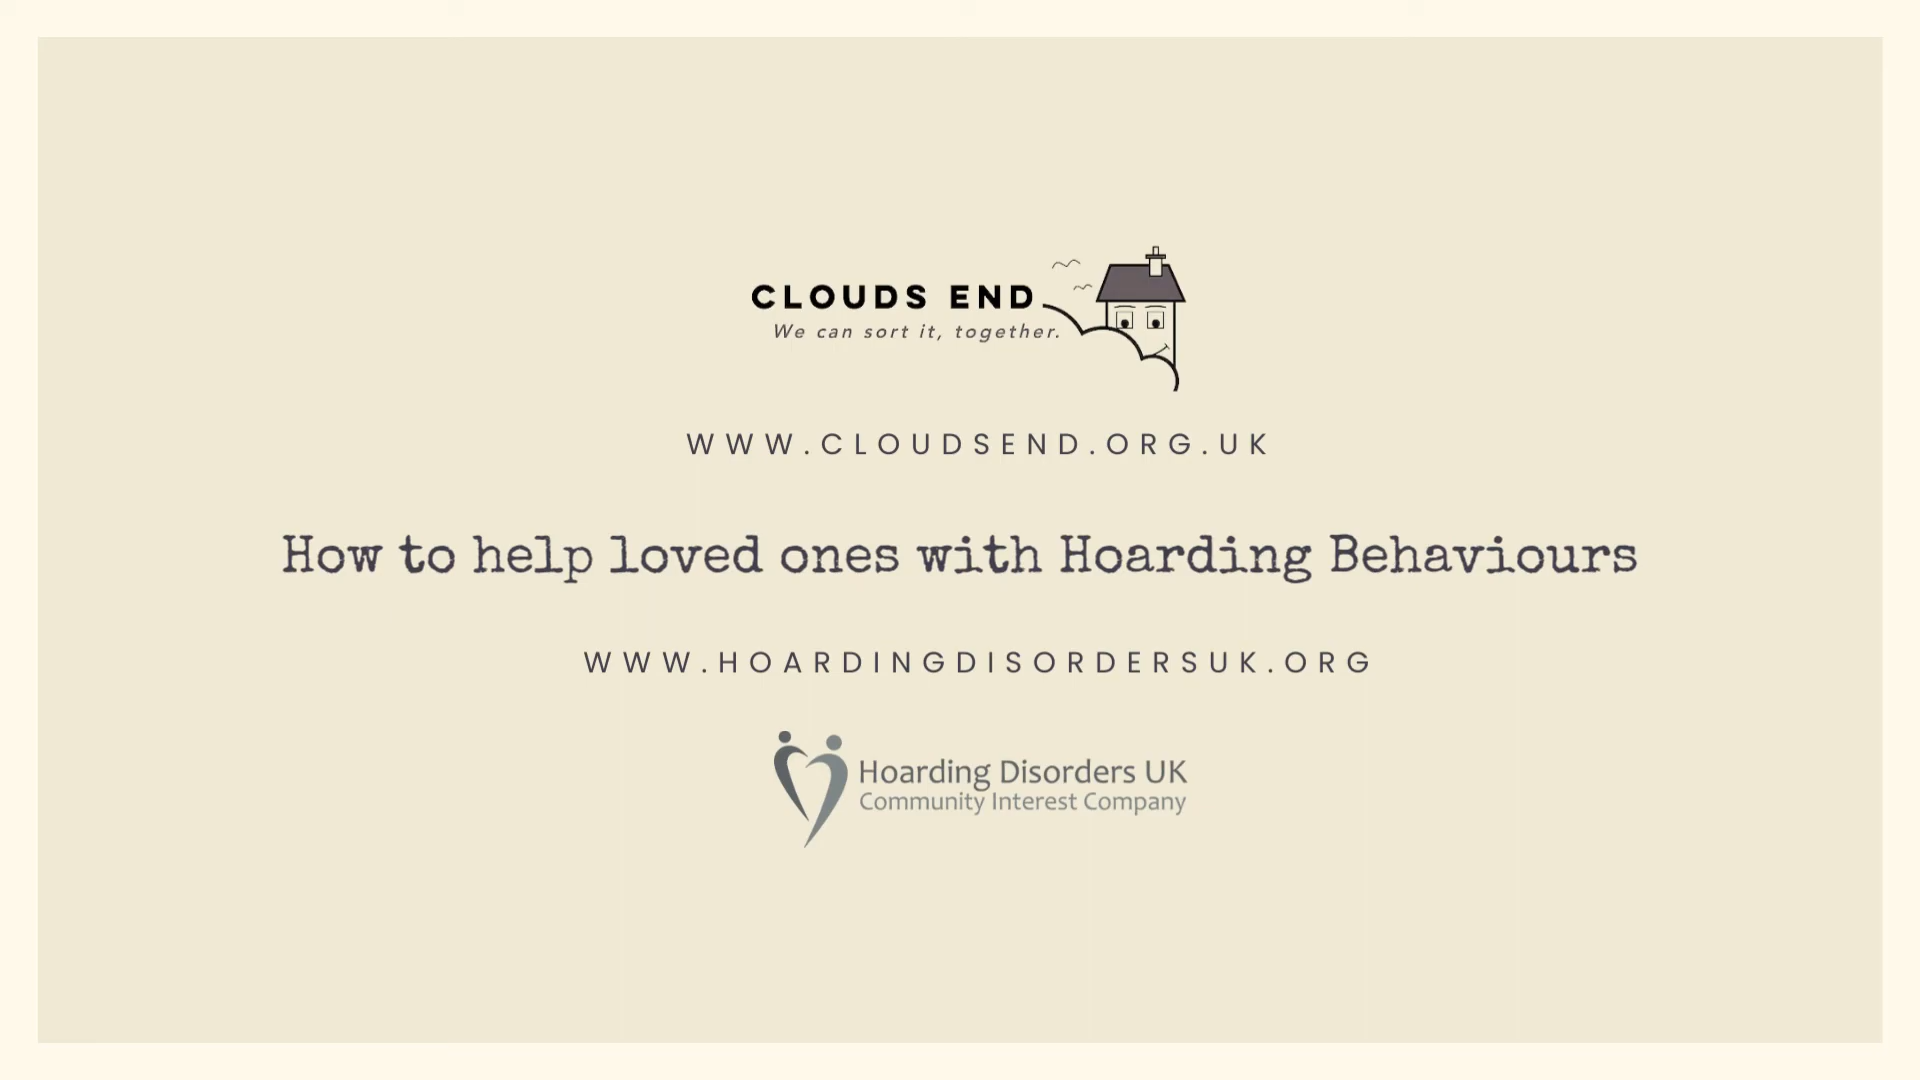 CLOUDS END
We can sort it, together.
WWW.CLOUDSEND.ORG.UK
How to help loved ones with Hoarding Behaviours
WWW.HOARDINGDISORDERSUK.ORG
Hoarding Disorders UK
Community Interest Company